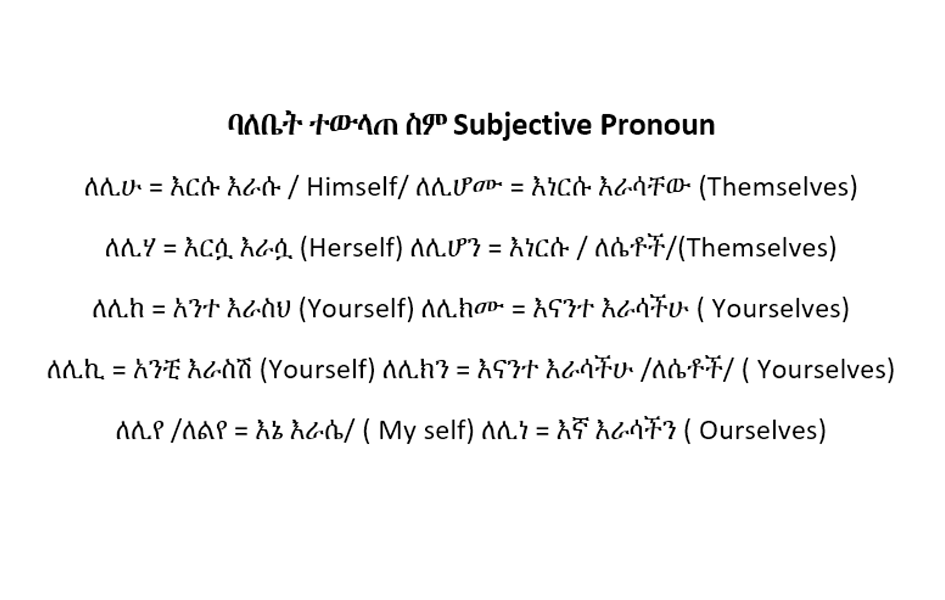 ባለቤት ተውላጠ ስም Subjective Pronoun
ለሊሁ = እርሱ እራሱ / Himself/ ለሊሆሙ = እነርሱ እራሳቸው (Themselves)
ለሊሃ = እርሷ እራሷ (Herself) ለሊሆን = እነርሱ / ለሴቶች/(Themselves)
ለሊከ = አንተ እራስህ (Yourself) ለሊክሙ = እናንተ እራሳችሁ ( Yourselves)
ለሊኪ = አንቺ እራስሽ (Yourself) ለሊክን = እናንተ እራሳችሁ /ለሴቶች/ ( Yourselves)
ለሊየ /ለልየ = እኔ እራሴ/ ( My self) ለሊነ = እኛ እራሳችን ( Ourselves)